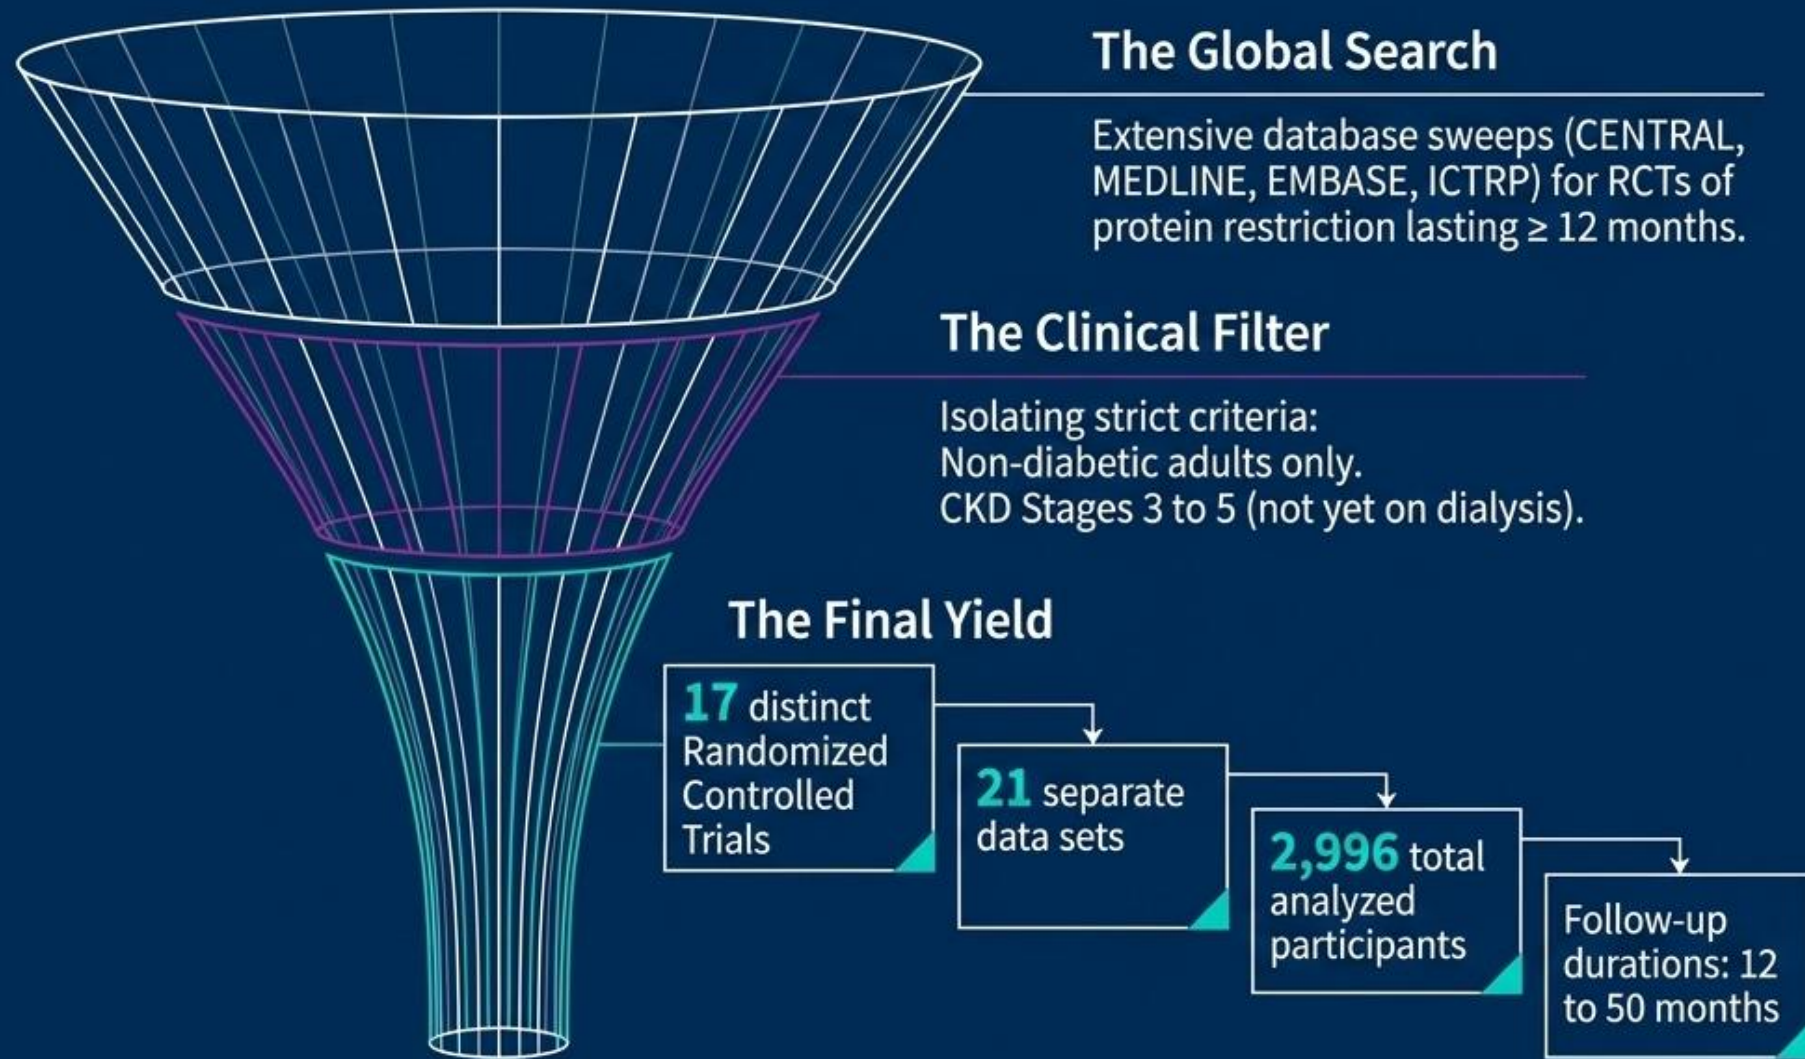 The Global Search
Extensive database sweeps (CENTRAL,
MEDLINE, EMBASE, ICTRP) for RCTs of
protein restriction lasting ≥ 12 months.
The Clinical Filter
Isolating strict criteria:
Non-diabetic adults only.
CKD Stages 3 to 5 (not yet on dialysis).
The Final Yield
17 distinct
Randomized
Controlled
Trials
21 separate
data sets
2,996 total
analyzed
participants
Follow-up
durations: 12
to 50 months